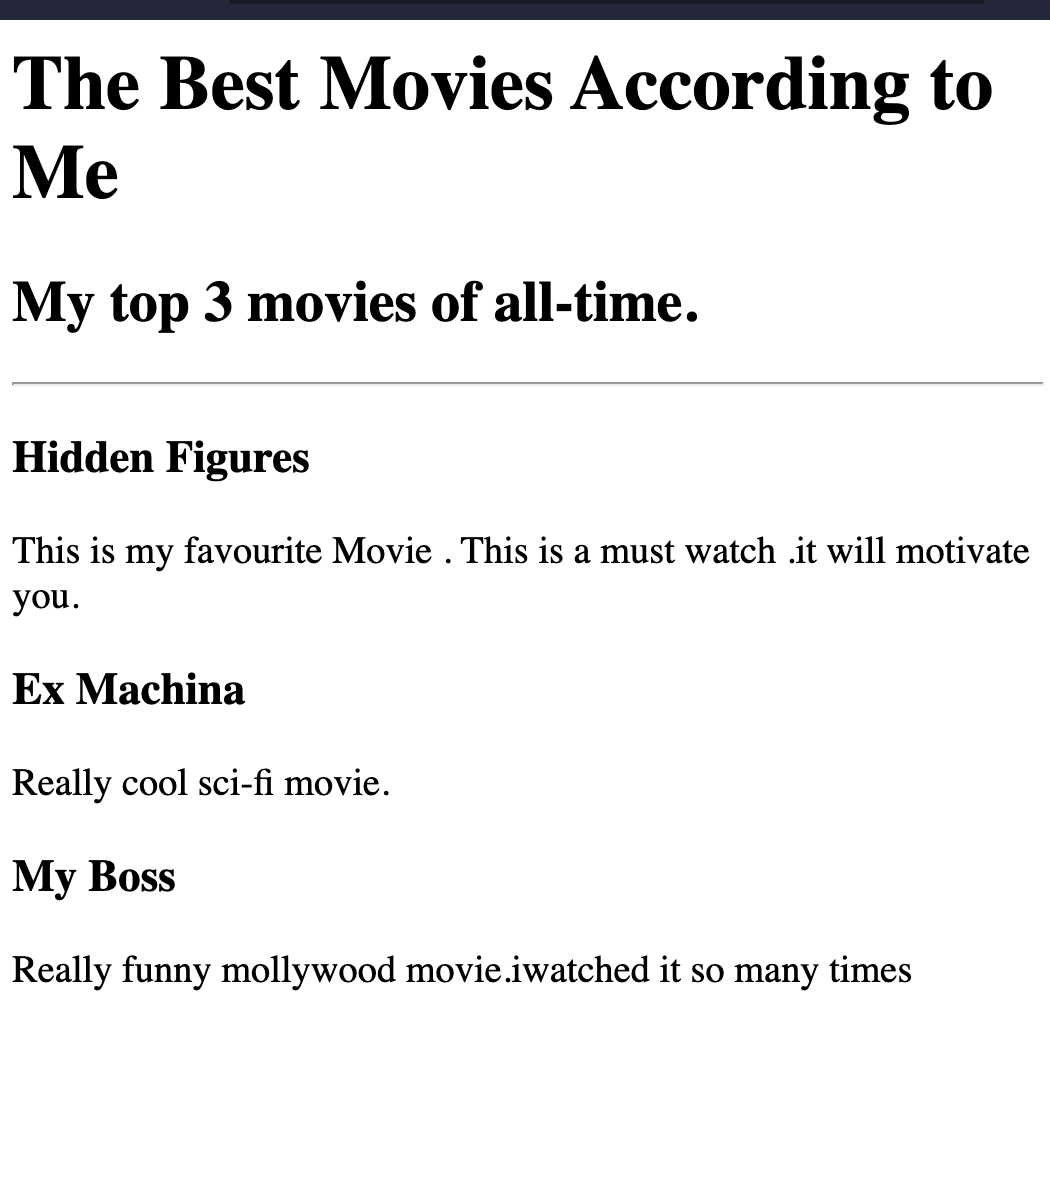 The Best Movies According to
Me
My top 3 movies of all-time.
Hidden Figures
This is my favourite Movie . This is a must watch .it will motivate
you.
Ex Machina
Really cool sci-fi movie.
My Boss
Really funny mollywood movie.iwatched it so many times